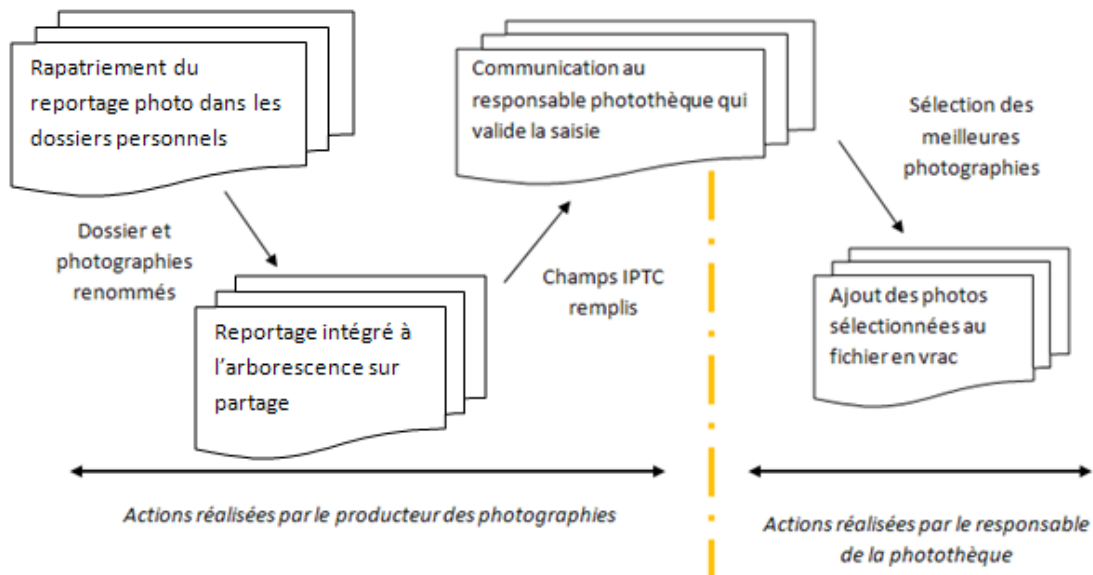 Rapatriement du
reportage photo dans les
dossiers personnels
Dossier et
photographies
renommés
Reportage intégré à
l’arborescence sur
partage
Champs IPTC
remplis
Communication au
responsable photothèque qui
valide la saisie
Sélection des
meilleures
photographies
Ajout des photos
sélectionnées au
fichier en vrac
Actions réalisées par le producteur des photographies
Actions réalisées par le responsable
de la photothèque